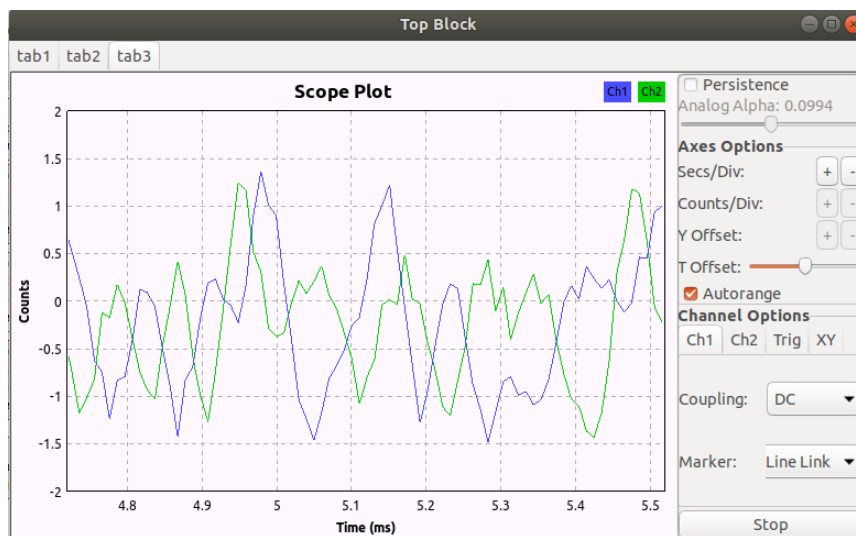 Top Block
tab1 tab2 tab3
Scope Plot
Ch1 Ch2
2
1.5
1
0.5
0
-0.5
-1
-1.5
-2
Counts
4.8 4.9 5 5.1 5.2 5.3 5.4 5.5
Time (ms)
Persistence
Analog Alpha: 0.0994
Axes Options
Secs/Div: + -
Counts/Div: + -
Y Offset: + -
T Offset:
Autorange
Channel Options
Ch1 Ch2 Trig XY
Coupling: DC
Marker: Line Link
Stop